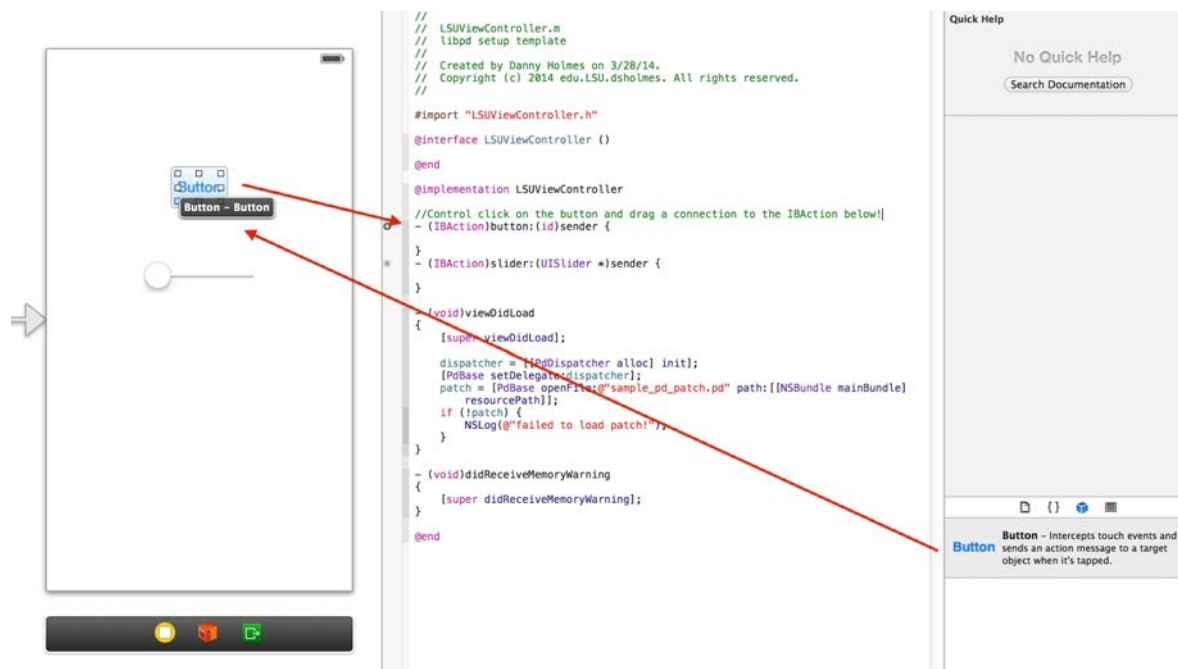 Button
Button - Button
//
//  LSUViewController.m
//  libpd setup template
//
//  Created by Danny Holmes on 3/28/14.
//  Copyright (c) 2014 edu.LSU.dsholmes. All rights reserved.
//
#import "LSUViewController.h"
@interface LSUViewController ()
@end
@implementation LSUViewController
//Control click on the button and drag a connection to the IBAction below!
- (IBAction)button:(id)sender {
}
- (IBAction)slider:(UISlider *)sender {
}
- (void)viewDidLoad
{
[super viewDidLoad];
dispatcher = [[PdDispatcher alloc] init];
[PdBase setDelegate:dispatcher];
patch = [PdBase openFile:@"sample_pd_patch.pd" path:[[NSBundle mainBundle]
resourcePath]];
if (!patch) {
NSLog(@"failed to load patch!");
}
}
- (void)didReceiveMemoryWarning
{
[super didReceiveMemoryWarning];
}
@end
Quick Help
No Quick Help
Search Documentation
{}
Button
Button - Intercepts touch events and
sends an action message to a target
object when it's tapped.